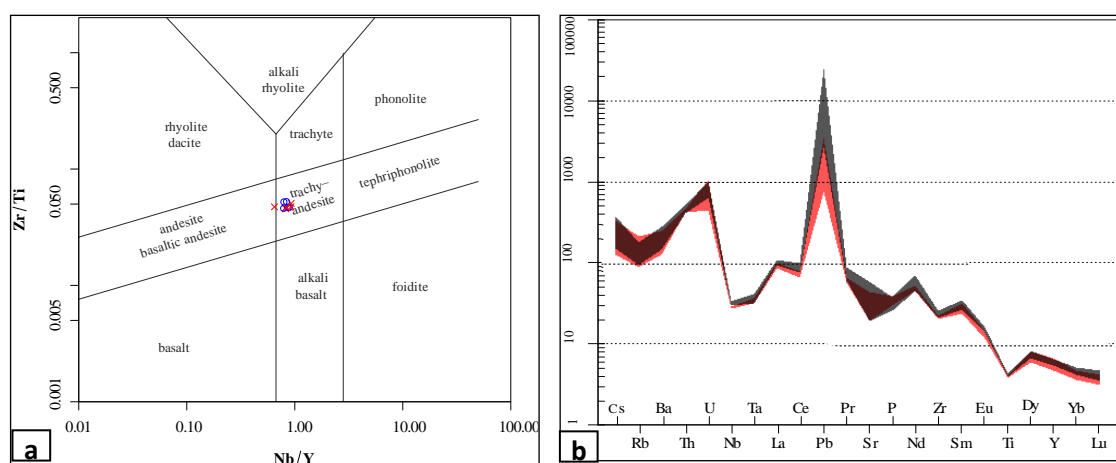 alkali
rhyolite
phonolite
rhyolite
dacite
trachyte
tephriphonolite
trachy–
andesite
andesite
basaltic andesite
alkali
basalt
foidite
basalt
Zr/Ti
0.500
0.050
0.005
0.001
0.01 0.10 1.00 10.00 100.00
Nb/Y
a
100000
10000
1000
100
10
1
Cs Ba U Ta Ce Pr P Zr Eu Dy Yb
Rb Th Nb La Pb Sr Nd Sm Ti Y Lu
b